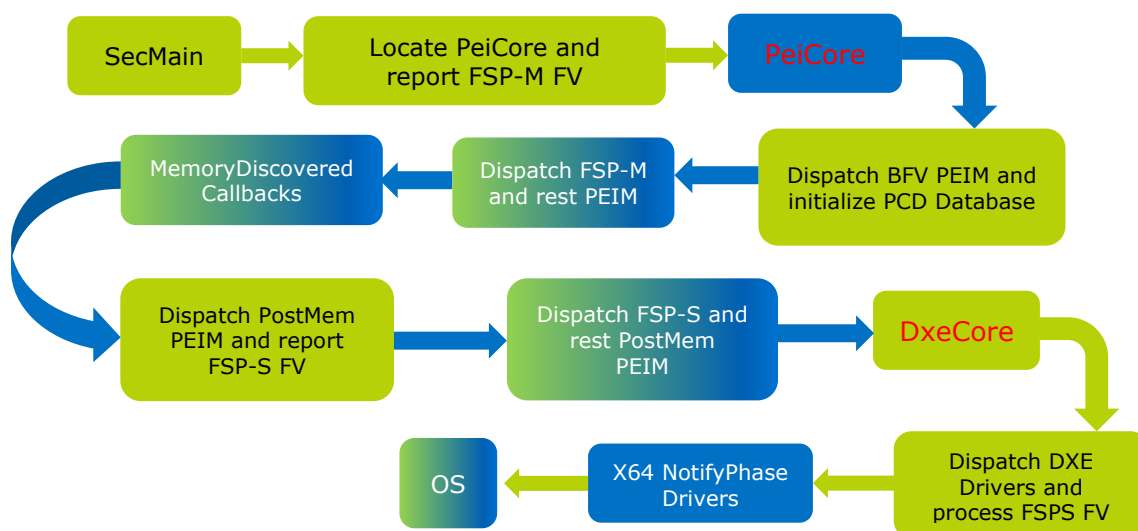 SecMain
Locate PeiCore and
report FSP-M FV
PeiCore
Dispatch BFV PEIM and
initialize PCD Database
Dispatch FSP-M
and rest PEIM
MemoryDiscovered
Callbacks
Dispatch PostMem
PEIM and report
FSP-S FV
Dispatch FSP-S and
rest PostMem
PEIM
DxeCore
Dispatch DXE
Drivers and
process FSPS FV
X64 NotifyPhase
Drivers
OS